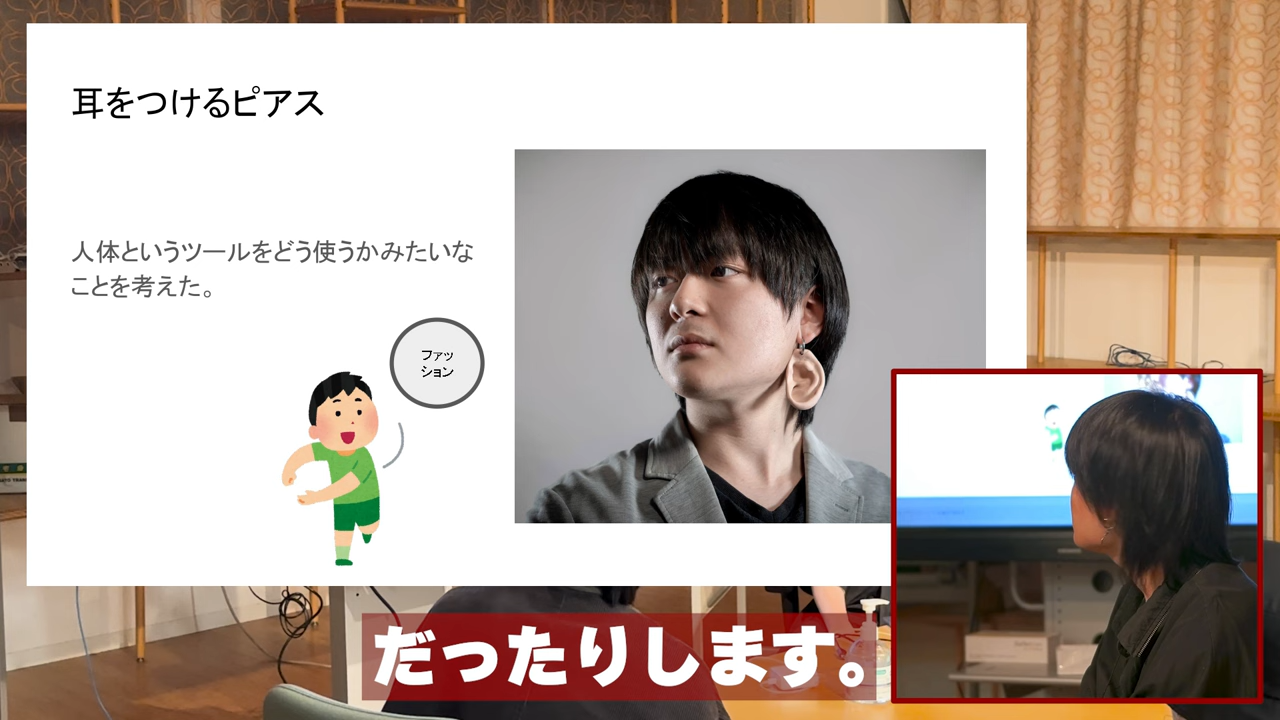 耳をつけるピアス
人体というツールをどう使うかみたいな
ことを考えた。
ファッ
ション
だったりします。